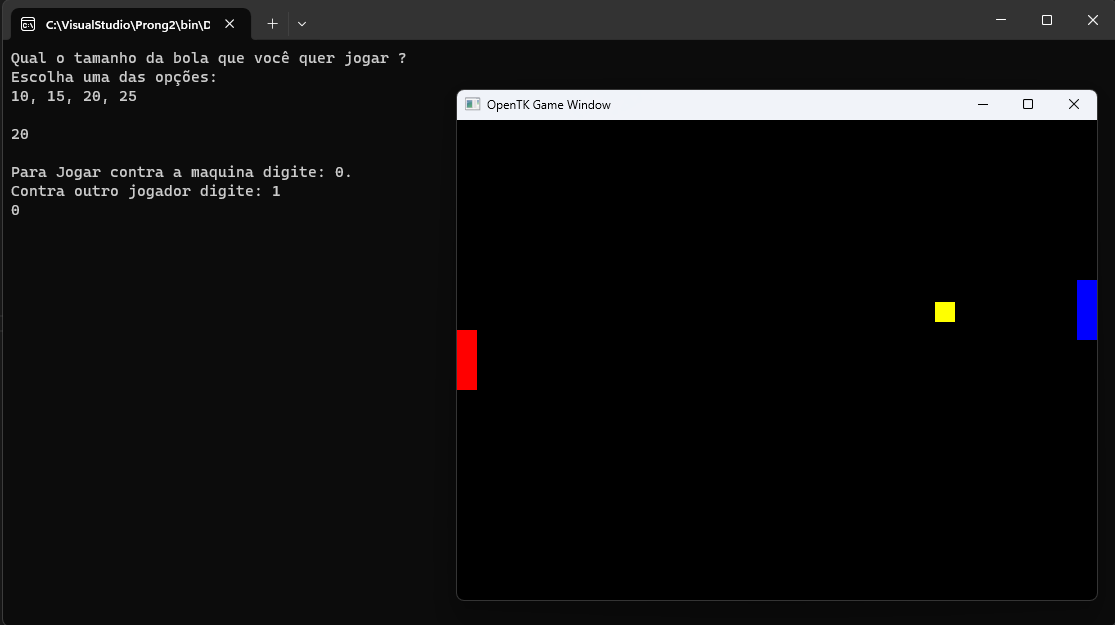 C:\VisualStudio\Prong2\bin\D
Qual o tamanho da bola que você quer jogar ?
Escolha uma das opções:
10, 15, 20, 25
20
Para Jogar contra a maquina digite: 0.
Contra outro jogador digite: 1
0
OpenTK Game Window